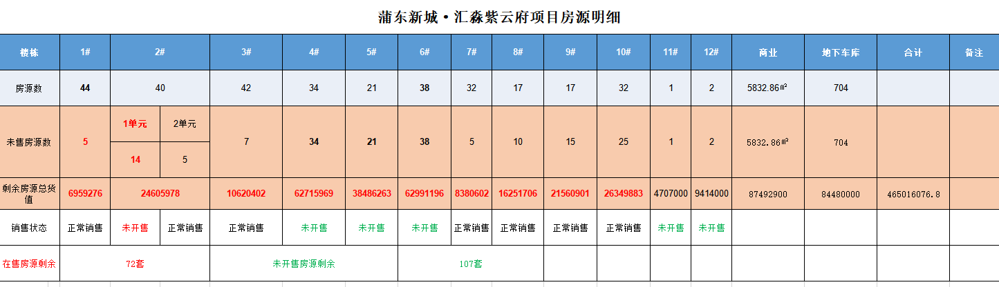 蒲东新城·汇淼紫云府项目房源明细
楼栋 1# 2# 3# 4# 5# 6# 7# 8# 9# 10# 11# 12# 商业 地下车库 合计 备注
房源数 44 40 42 34 21 38 32 17 17 32 1 2 5832.86㎡ 704
1单元 2单元
未售房源数 5 7 34 21 38 5 10 15 25 1 2 5832.86㎡ 704
14 5
剩余房源总货
值 6959276 24605978 10620402 62715969 38486263 62991196 8380602 16251706 21560901 26349883 4707000 9414000 87492900 84480000 465016076.8
销售状态 正常销售 未开售 正常销售 正常销售 未开售 未开售 未开售 正常销售 正常销售 正常销售 正常销售 未开售 未开售
在售房源剩余 72套 未开售房源剩余 107套